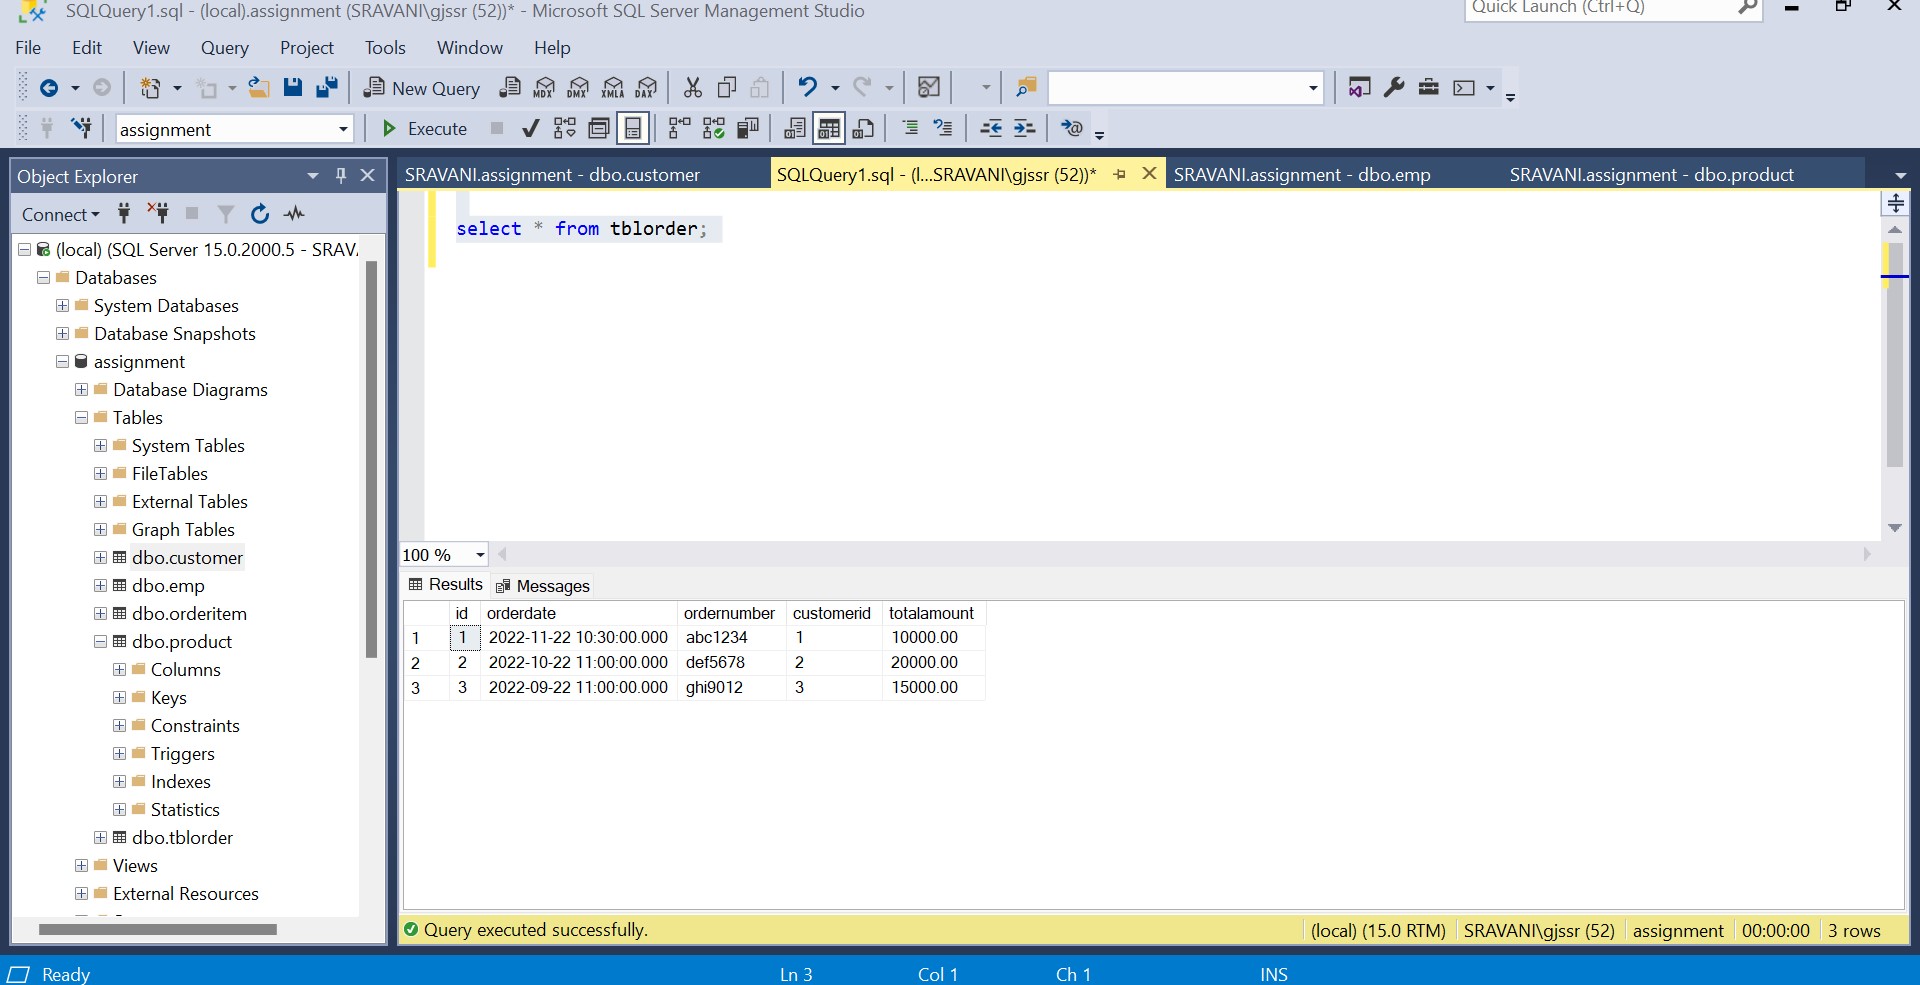 SQLQuery1.sql - (local).assignment (SRAVANI\gjssr (52))* - Microsoft SQL Server Management Studio
Quick Launch (Ctrl+Q)
File Edit View Query Project Tools Window Help
New Query MDX DMX XMLA DAX
assignment Execute
Object Explorer
Connect
(local) (SQL Server 15.0.2000.5 - SRAVA
Databases
System Databases
Database Snapshots
assignment
Database Diagrams
Tables
System Tables
FileTables
External Tables
Graph Tables
dbo.customer
dbo.emp
dbo.orderitem
dbo.product
Columns
Keys
Constraints
Triggers
Indexes
Statistics
dbo.tblorder
Views
External Resources
SRAVANI.assignment - dbo.customer SQLQuery1.sql - (l...SRAVANI\gjssr (52))* SRAVANI.assignment - dbo.emp SRAVANI.assignment - dbo.product
select * from tblorder;
100 %
Results Messages
id orderdate ordernumber customerid totalamount
1 1 2022-11-22 10:30:00.000 abc1234 1 10000.00
2 2 2022-10-22 11:00:00.000 def5678 2 20000.00
3 3 2022-09-22 11:00:00.000 ghi9012 3 15000.00
Query executed successfully. (local) (15.0 RTM) SRAVANI\gjssr (52) assignment 00:00:00 3 rows
Ready Ln 3 Col 1 Ch 1 INS